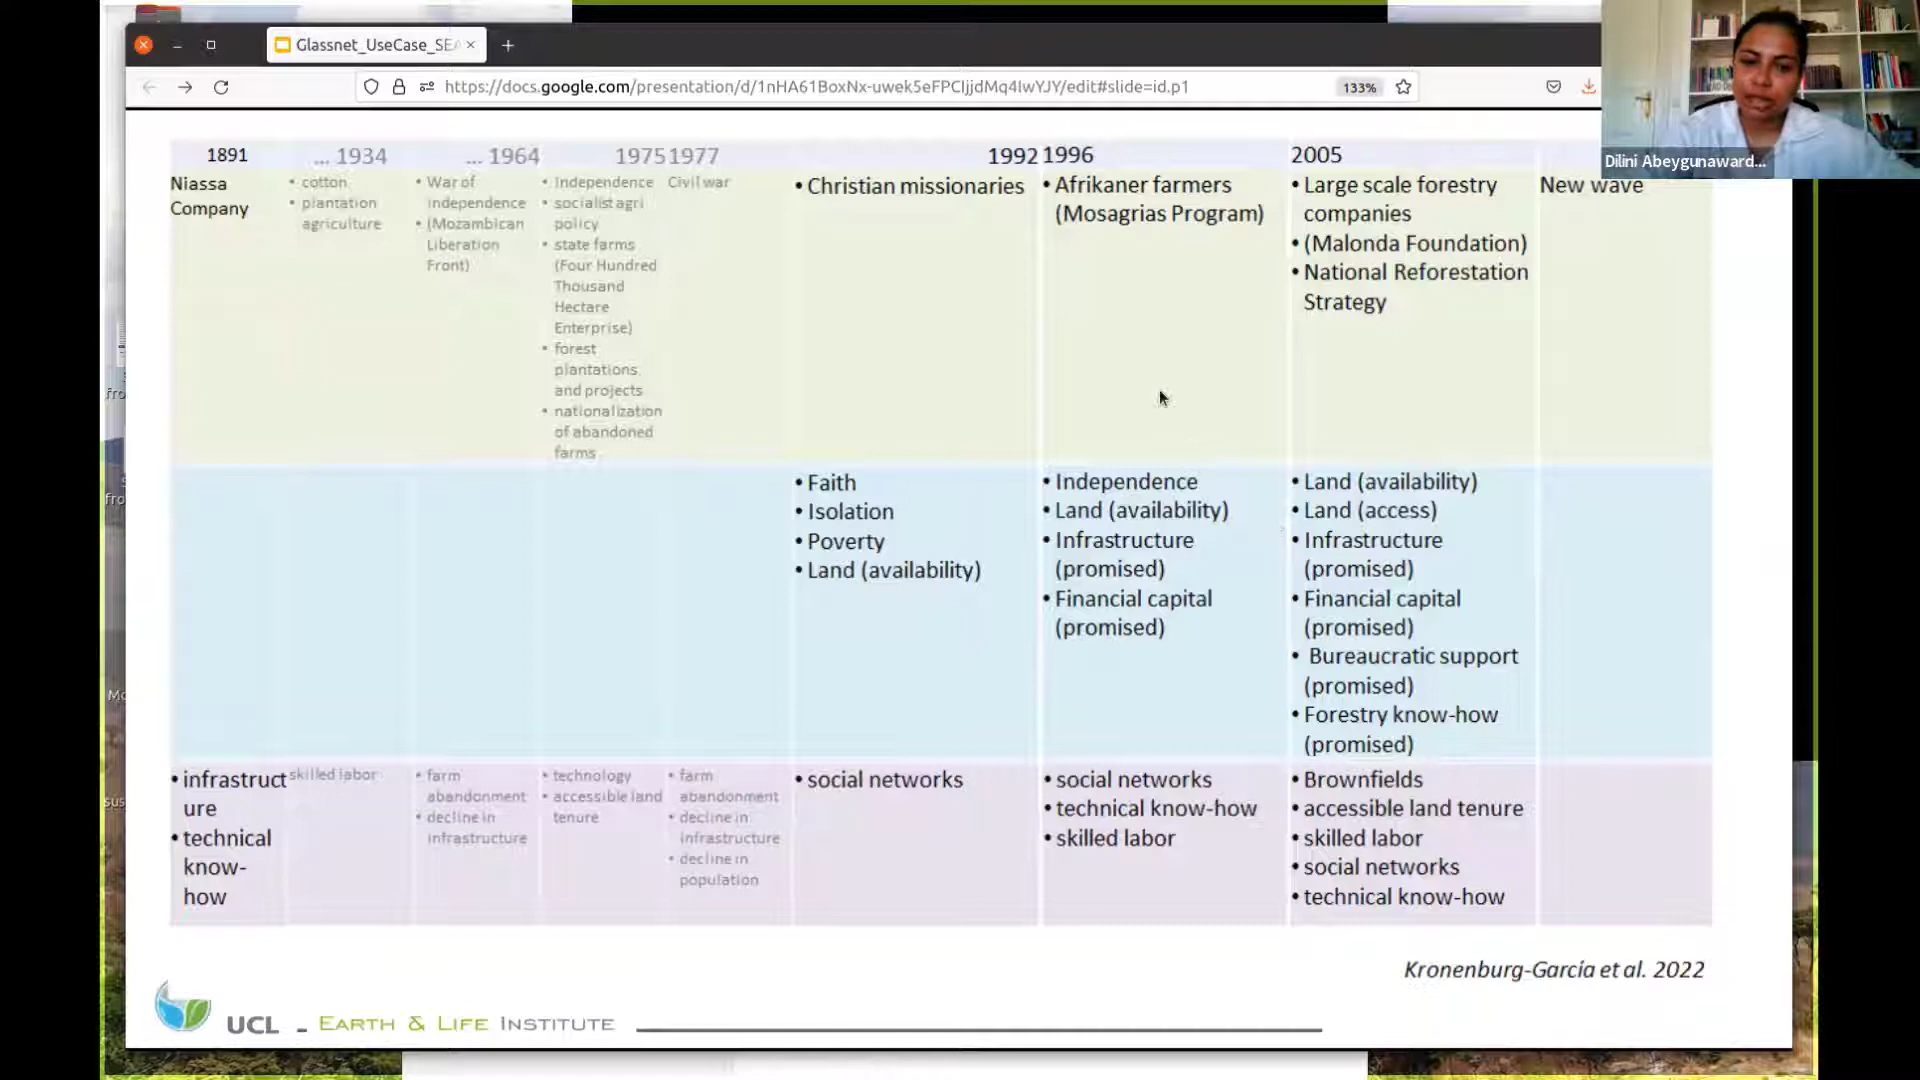 Glassnet_UseCase_SEA
https://docs.google.com/presentation/d/1nHA61BoxNx-uwek5eFPCIjjdMq4IwYJY/edit#slide=id.p1
133%
Dilini Abeygunaward...
1891
... 1934
... 1964
1975
1977
1992
1996
2005
Niassa
Company
• cotton
• plantation
agriculture
• War of
independence
• (Mozambican
Liberation
Front)
• Independence
• socialist agri
policy
• state farms
(Four Hundred
Thousand
Hectare
Enterprise)
• forest
plantations
and projects
• nationalization
of abandoned
farms
Civil war
• Christian missionaries
• Afrikaner farmers
(Mosagrias Program)
• Large scale forestry
companies
• (Malonda Foundation)
• National Reforestation
Strategy
New wave
• Faith
• Isolation
• Poverty
• Land (availability)
• Independence
• Land (availability)
• Infrastructure
(promised)
• Financial capital
(promised)
• Land (availability)
• Land (access)
• Infrastructure
(promised)
• Financial capital
(promised)
• Bureaucratic support
(promised)
• Forestry know-how
(promised)
• infrastruct
ure
• technical
know-
how
skilled labor
• farm
abandonment
• decline in
infrastructure
• technology
• accessible land
tenure
• farm
abandonment
• decline in
infrastructure
• decline in
population
• social networks
• social networks
• technical know-how
• skilled labor
• Brownfields
• accessible land tenure
• skilled labor
• social networks
• technical know-how
Kronenburg-García et al. 2022
UCL - EARTH & LIFE INSTITUTE